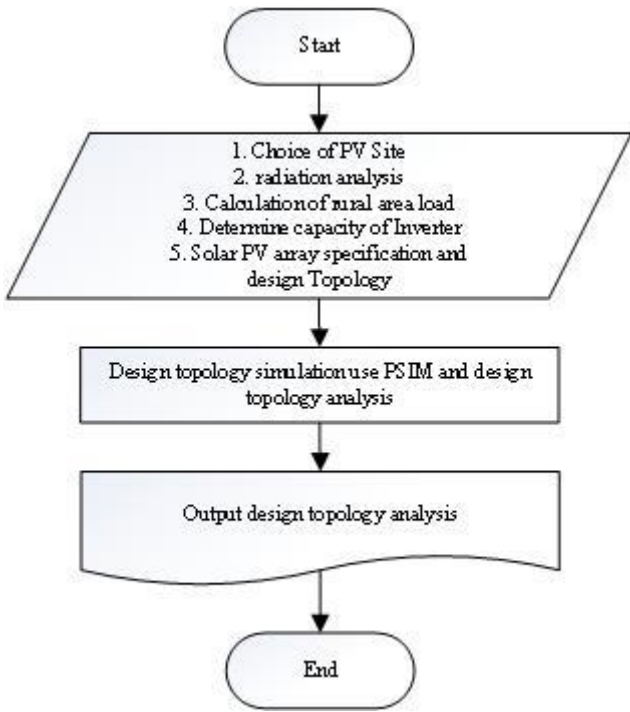 Start
1. Choice of PV Site
2. radiation analysis
3. Calculation of rural area load
4. Determine capacity of Inverter
5. Solar PV array specification and
design Topology
Design topology simulation use PSIM and design
topology analysis
Output design topology analysis
End